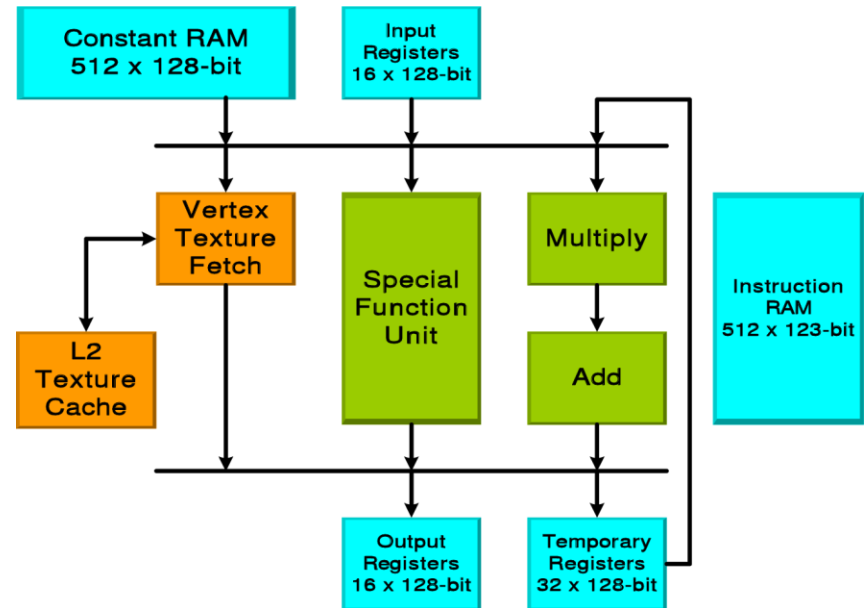 Constant RAM
512 x 128-bit
Input
Registers
16 x 128-bit
Vertex
Texture
Fetch
Special
Function
Unit
Multiply
Instruction
RAM
512 x 123-bit
L2
Texture
Cache
Add
Output
Registers
16 x 128-bit
Temporary
Registers
32 x 128-bit